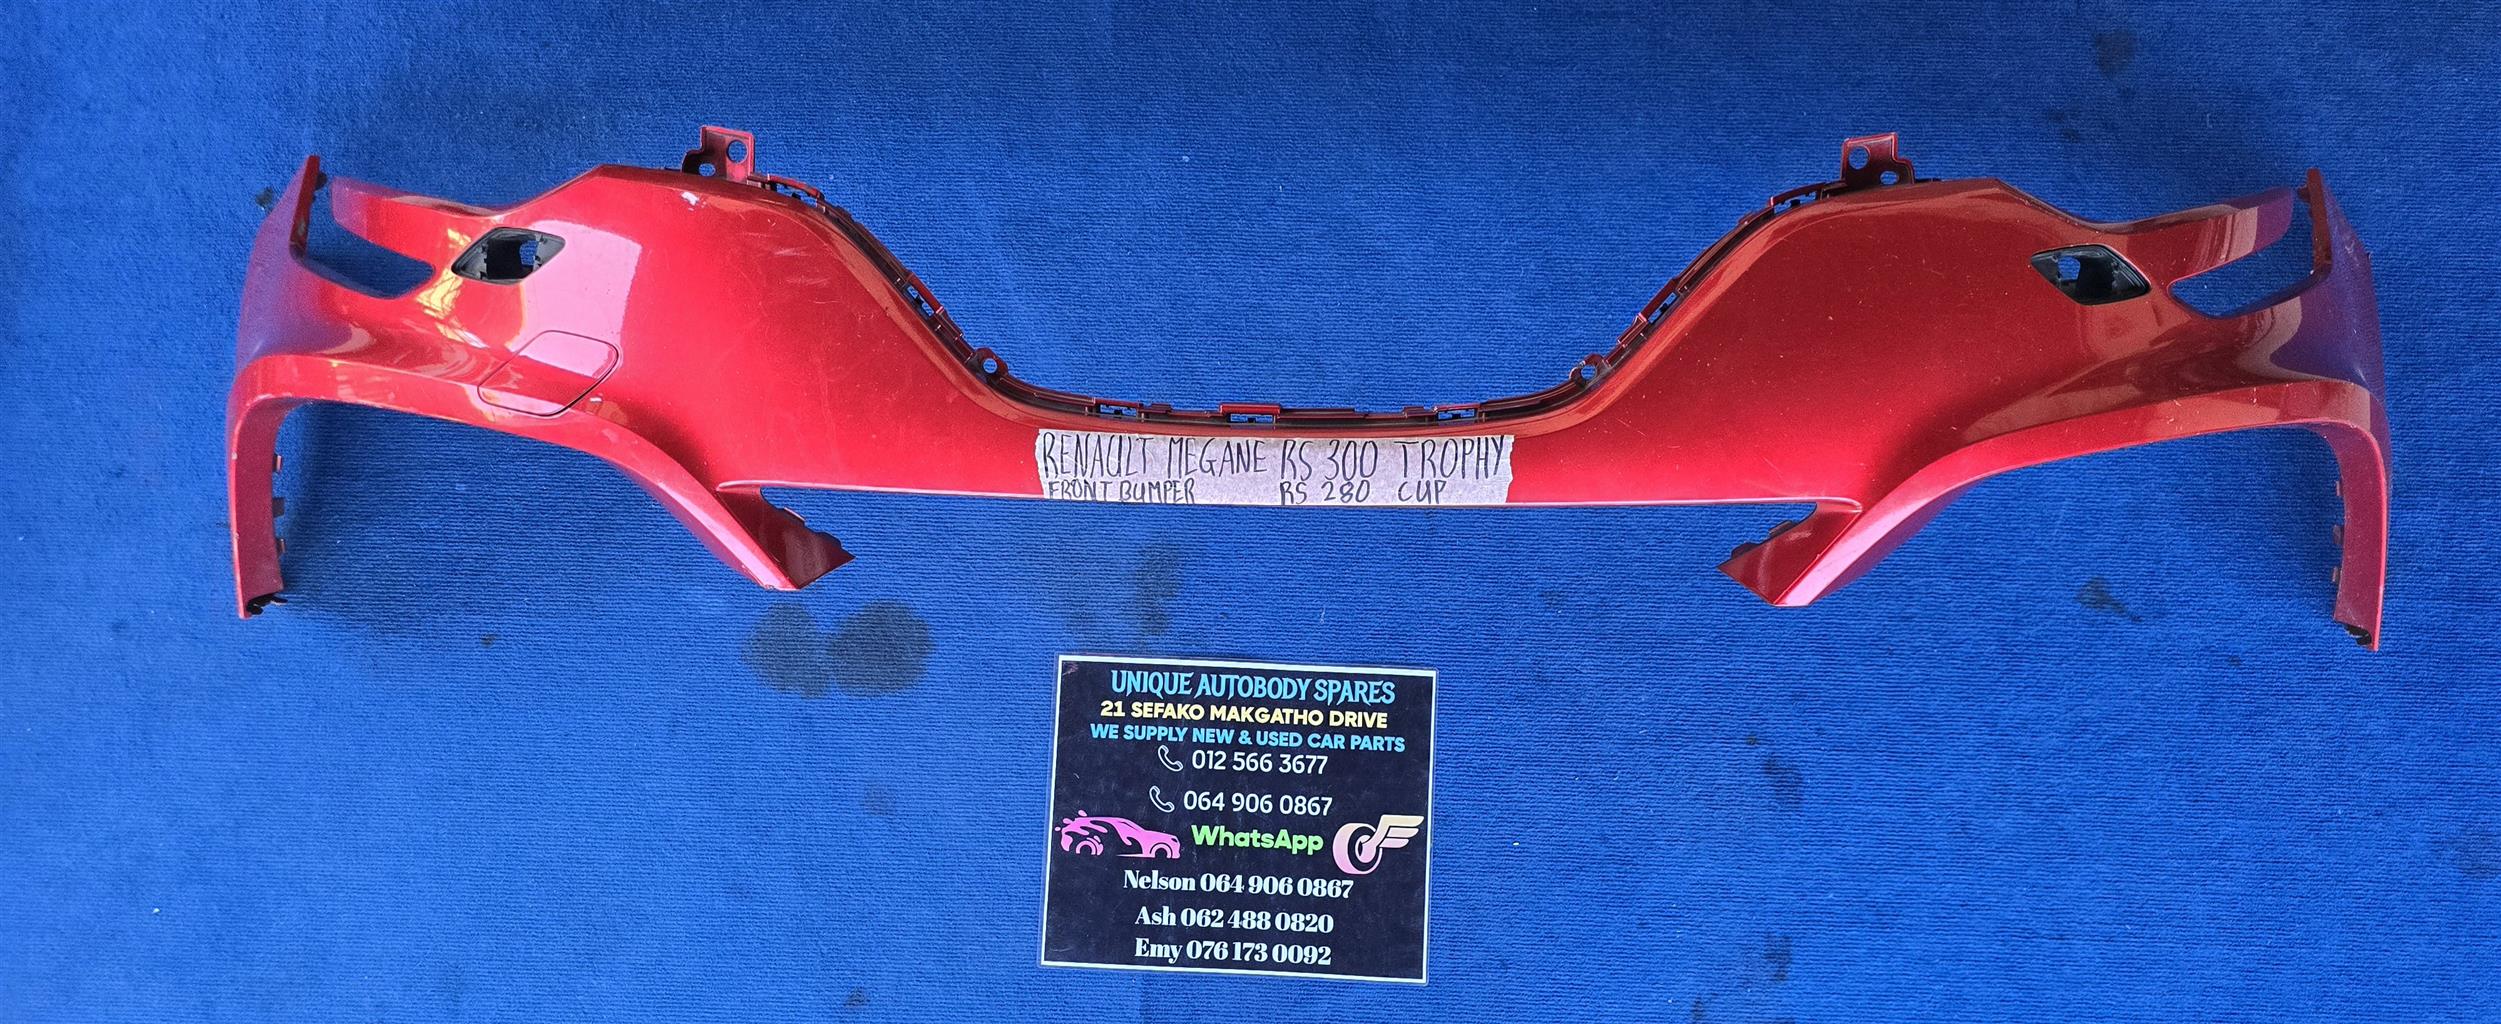 RENAULT MEGANE RS 300 TROPHY
FRONT BUMPER RS 280 CUP
UNIQUE AUTOBODY SPARES
21 SEFAKO MAKGATHO DRIVE
WE SUPPLY NEW & USED CAR PARTS
012 566 3677
064 906 0867
WhatsApp
Nelson 064 906 0867
Ash 062 488 0820
Emy 076 173 0092